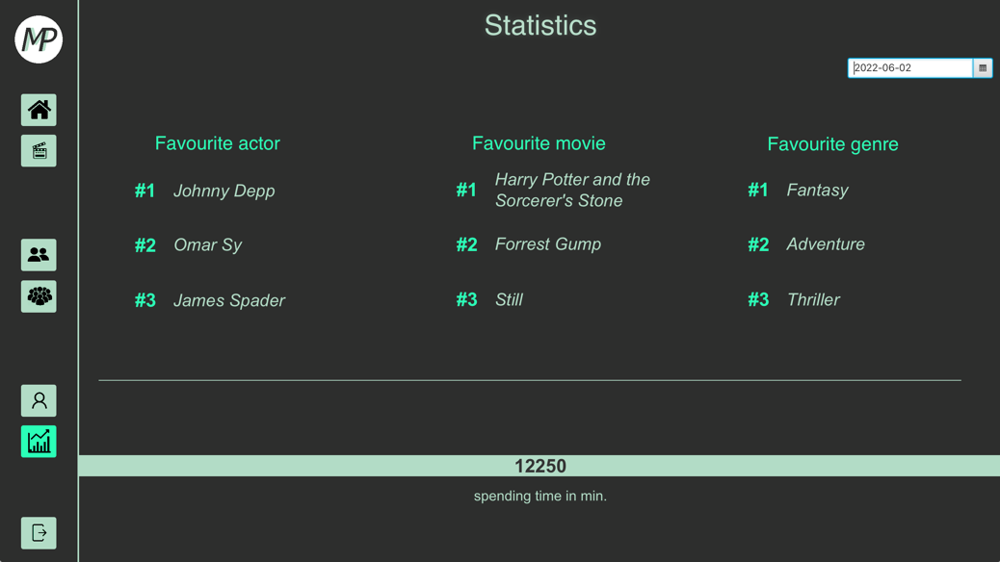 MP
Statistics
2022-06-02
Favourite actor
#1 Johnny Depp
#2 Omar Sy
#3 James Spader
Favourite movie
#1 Harry Potter and the
Sorcerer's Stone
#2 Forrest Gump
#3 Still
Favourite genre
#1 Fantasy
#2 Adventure
#3 Thriller
12250
spending time in min.